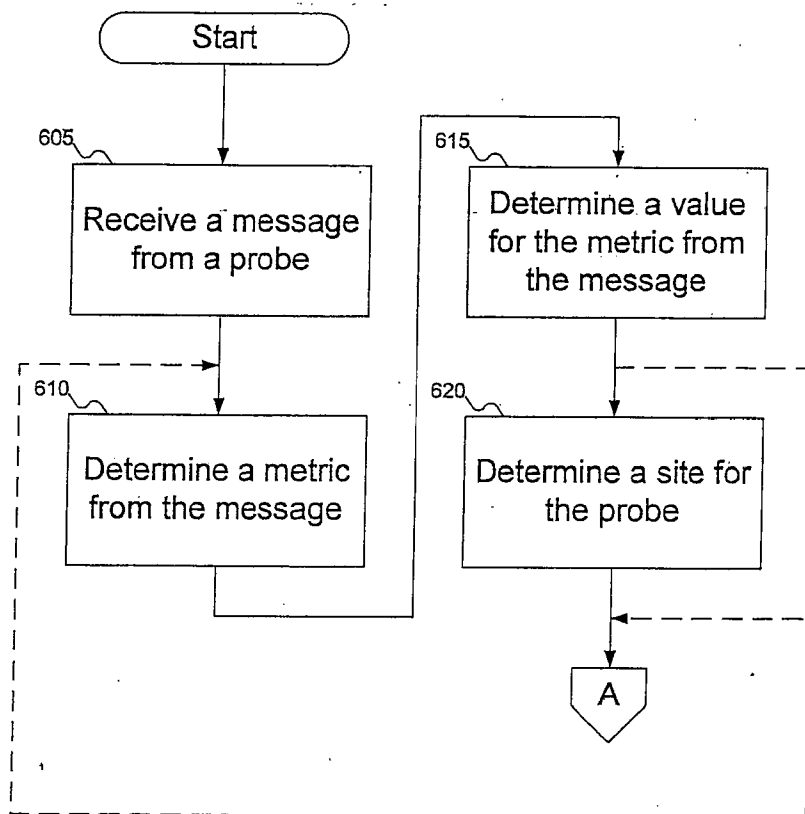 Start
605
Receive a message
from a probe
610
Determine a metric
from the message
615
Determine a value
for the metric from
the message
620
Determine a site for
the probe
A